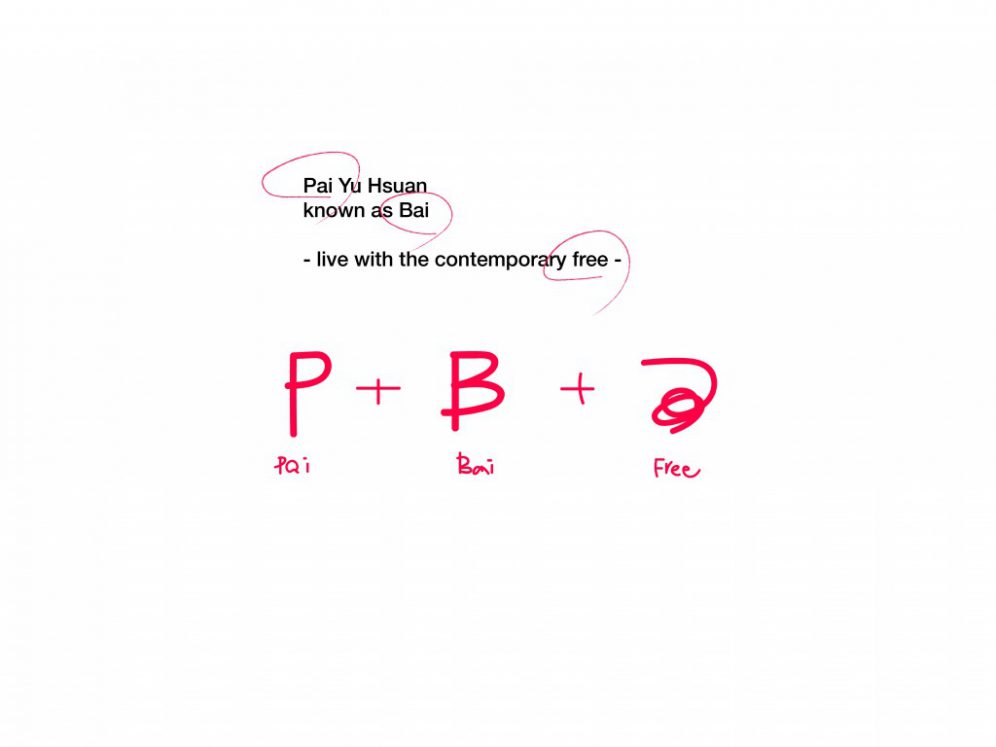 Pai Yu Hsuan
known as Bai
- live with the contemporary free -
P + B +
Pai Bai Free